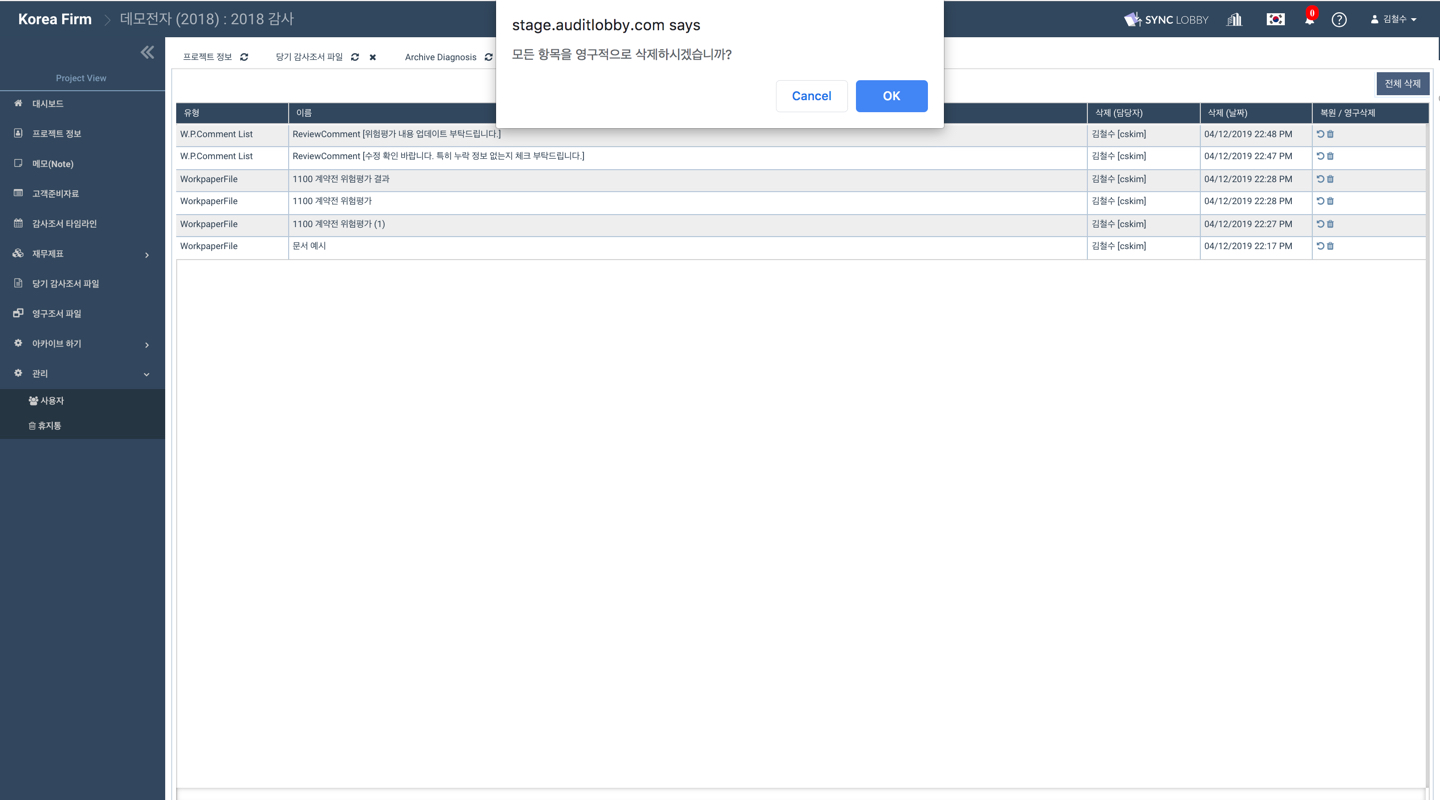 Korea Firm
데모전자 (2018) : 2018 감사
stage.auditlobby.com says
모든 항목을 영구적으로 삭제하시겠습니까?
Cancel
OK
SYNC LOBBY
0
김철수
Project View
대시보드
프로젝트 정보
메모(Note)
고객준비자료
감사조서 타임라인
재무제표
당기 감사조서 파일
영구조서 파일
아카이브 하기
관리
사용자
휴지통
프로젝트 정보
당기 감사조서 파일
Archive Diagnosis
전체 삭제
유형 이름 삭제 (담당자) 삭제 (날짜) 복원 / 영구삭제
W.P.Comment List ReviewComment [위험평가 내용 업데이트 부탁드립니다.] 김철수 [cskim] 04/12/2019 22:48 PM
W.P.Comment List ReviewComment [수정 확인 바랍니다. 특히 누락 정보 없는지 체크 부탁드립니다.] 김철수 [cskim] 04/12/2019 22:47 PM
WorkpaperFile 1100 계약전 위험평가 결과 김철수 [cskim] 04/12/2019 22:28 PM
WorkpaperFile 1100 계약전 위험평가 김철수 [cskim] 04/12/2019 22:28 PM
WorkpaperFile 1100 계약전 위험평가 (1) 김철수 [cskim] 04/12/2019 22:27 PM
WorkpaperFile 문서 예시 김철수 [cskim] 04/12/2019 22:17 PM